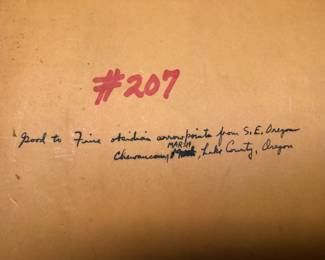 #207
Good to Fine obsidian arrowpoints from S.E. Oregon
Chewaucan MARSH, Lake County, Oregon